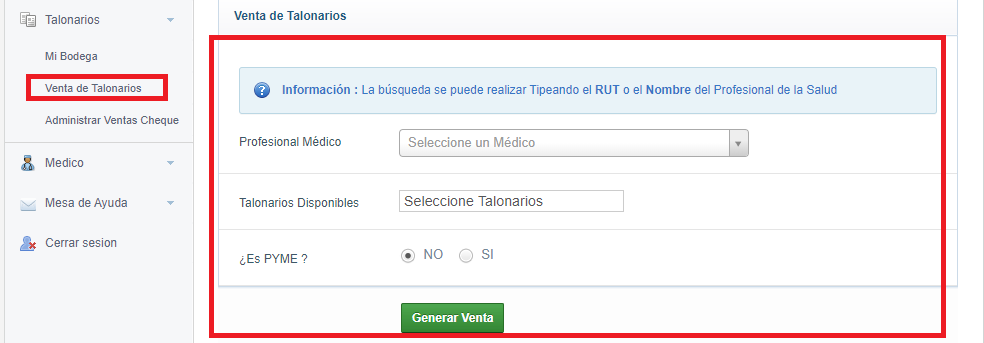 Talonarios
Mi Bodega
Venta de Talonarios
Administrar Ventas Cheque
Medico
Mesa de Ayuda
Cerrar sesion
Venta de Talonarios
Información : La búsqueda se puede realizar Tipeando el RUT o el Nombre del Profesional de la Salud
Profesional Médico
Seleccione un Médico
Talonarios Disponibles
Seleccione Talonarios
¿Es PYME ?
NO SI
Generar Venta